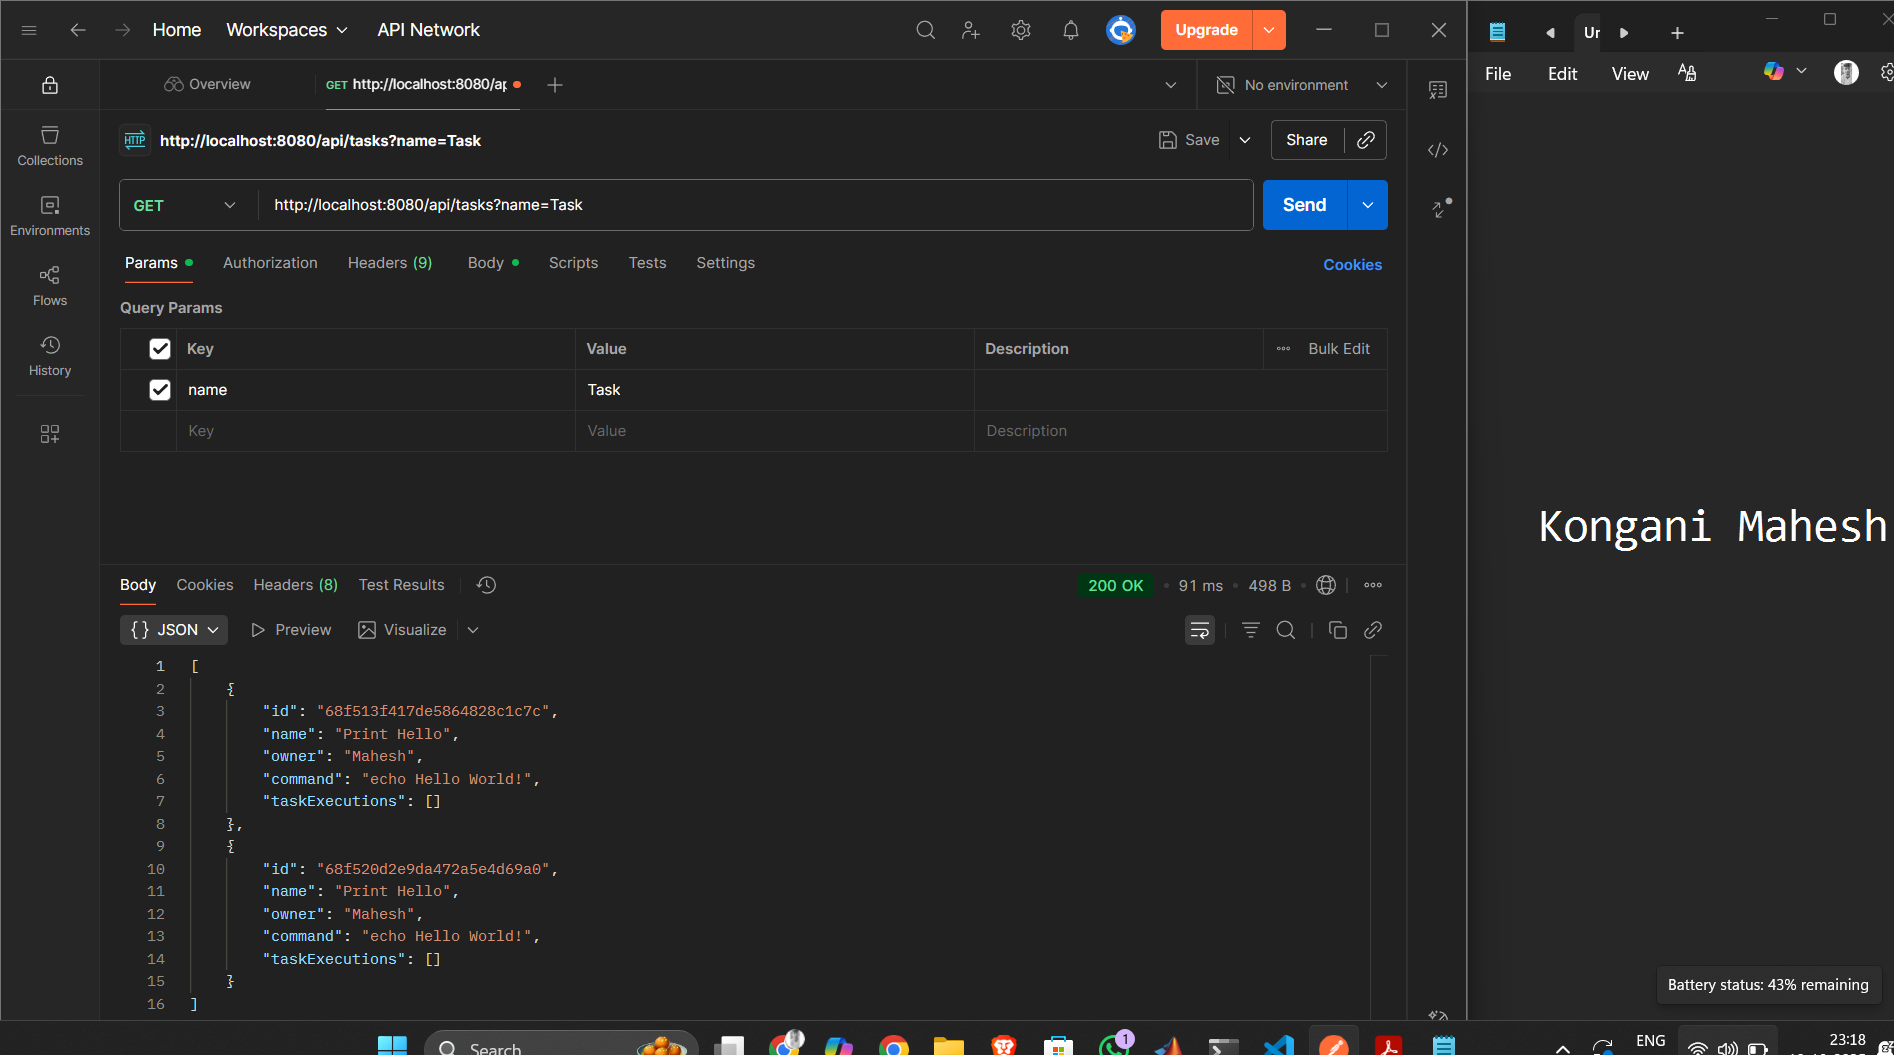 Home Workspaces API Network Upgrade
Overview GET http://localhost:8080/ap No environment
HTTP http://localhost:8080/api/tasks?name=Task Save Share
GET http://localhost:8080/api/tasks?name=Task Send
Params Authorization Headers (9) Body Scripts Tests Settings Cookies
Query Params
Key Value Description Bulk Edit
name Task
Key Value Description
Collections
Environments
Flows
History
Body Cookies Headers (8) Test Results 200 OK 91 ms 498 B
{} JSON Preview Visualize
1 [
2 {
3 "id": "68f513f417de5864828c1c7c",
4 "name": "Print Hello",
5 "owner": "Mahesh",
6 "command": "echo Hello World!",
7 "taskExecutions": []
8 },
9 {
10 "id": "68f520d2e9da472a5e4d69a0",
11 "name": "Print Hello",
12 "owner": "Mahesh",
13 "command": "echo Hello World!",
14 "taskExecutions": []
15 }
16 ]
Ur
File Edit View
Kongani Mahesh
Battery status: 43% remaining
Search 1 ENG 23:18